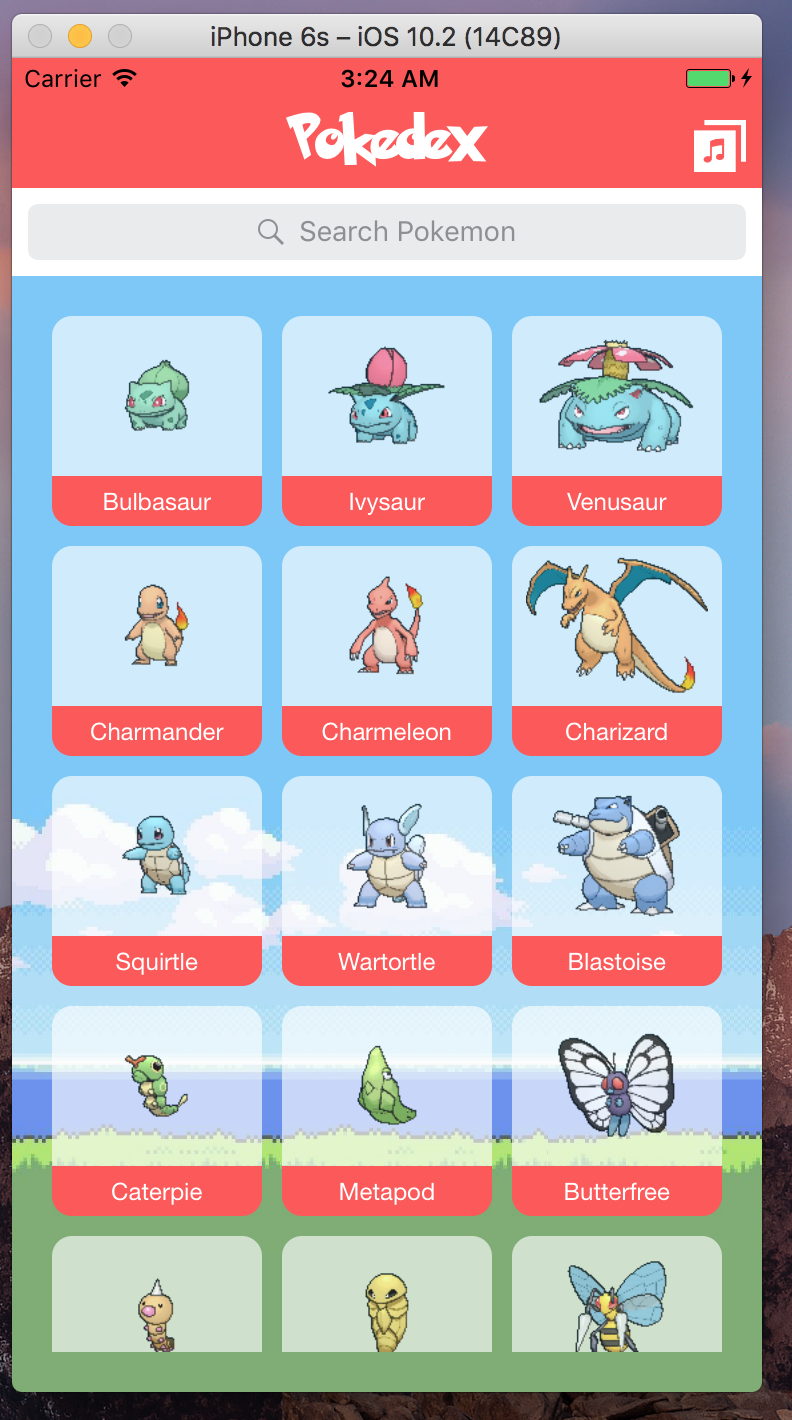 iPhone 6s – iOS 10.2 (14C89)
Carrier 3:24 AM
Pokedex
Search Pokemon
Bulbasaur Ivysaur Venusaur
Charmander Charmeleon Charizard
Squirtle Wartortle Blastoise
Caterpie Metapod Butterfree